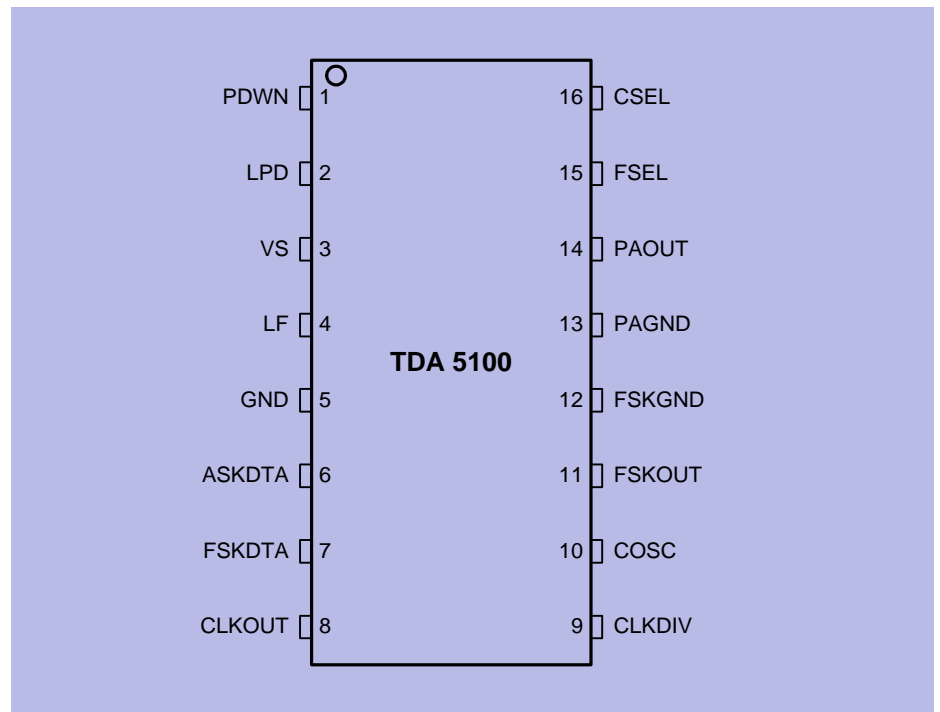 PDWN 1 16 CSEL
LPD 2 15 FSEL
VS 3 14 PAOUT
LF 4 13 PAGND
TDA 5100
GND 5 12 FSKGND
ASKDTA 6 11 FSKOUT
FSKDTA 7 10 COSC
CLKOUT 8 9 CLKDIV